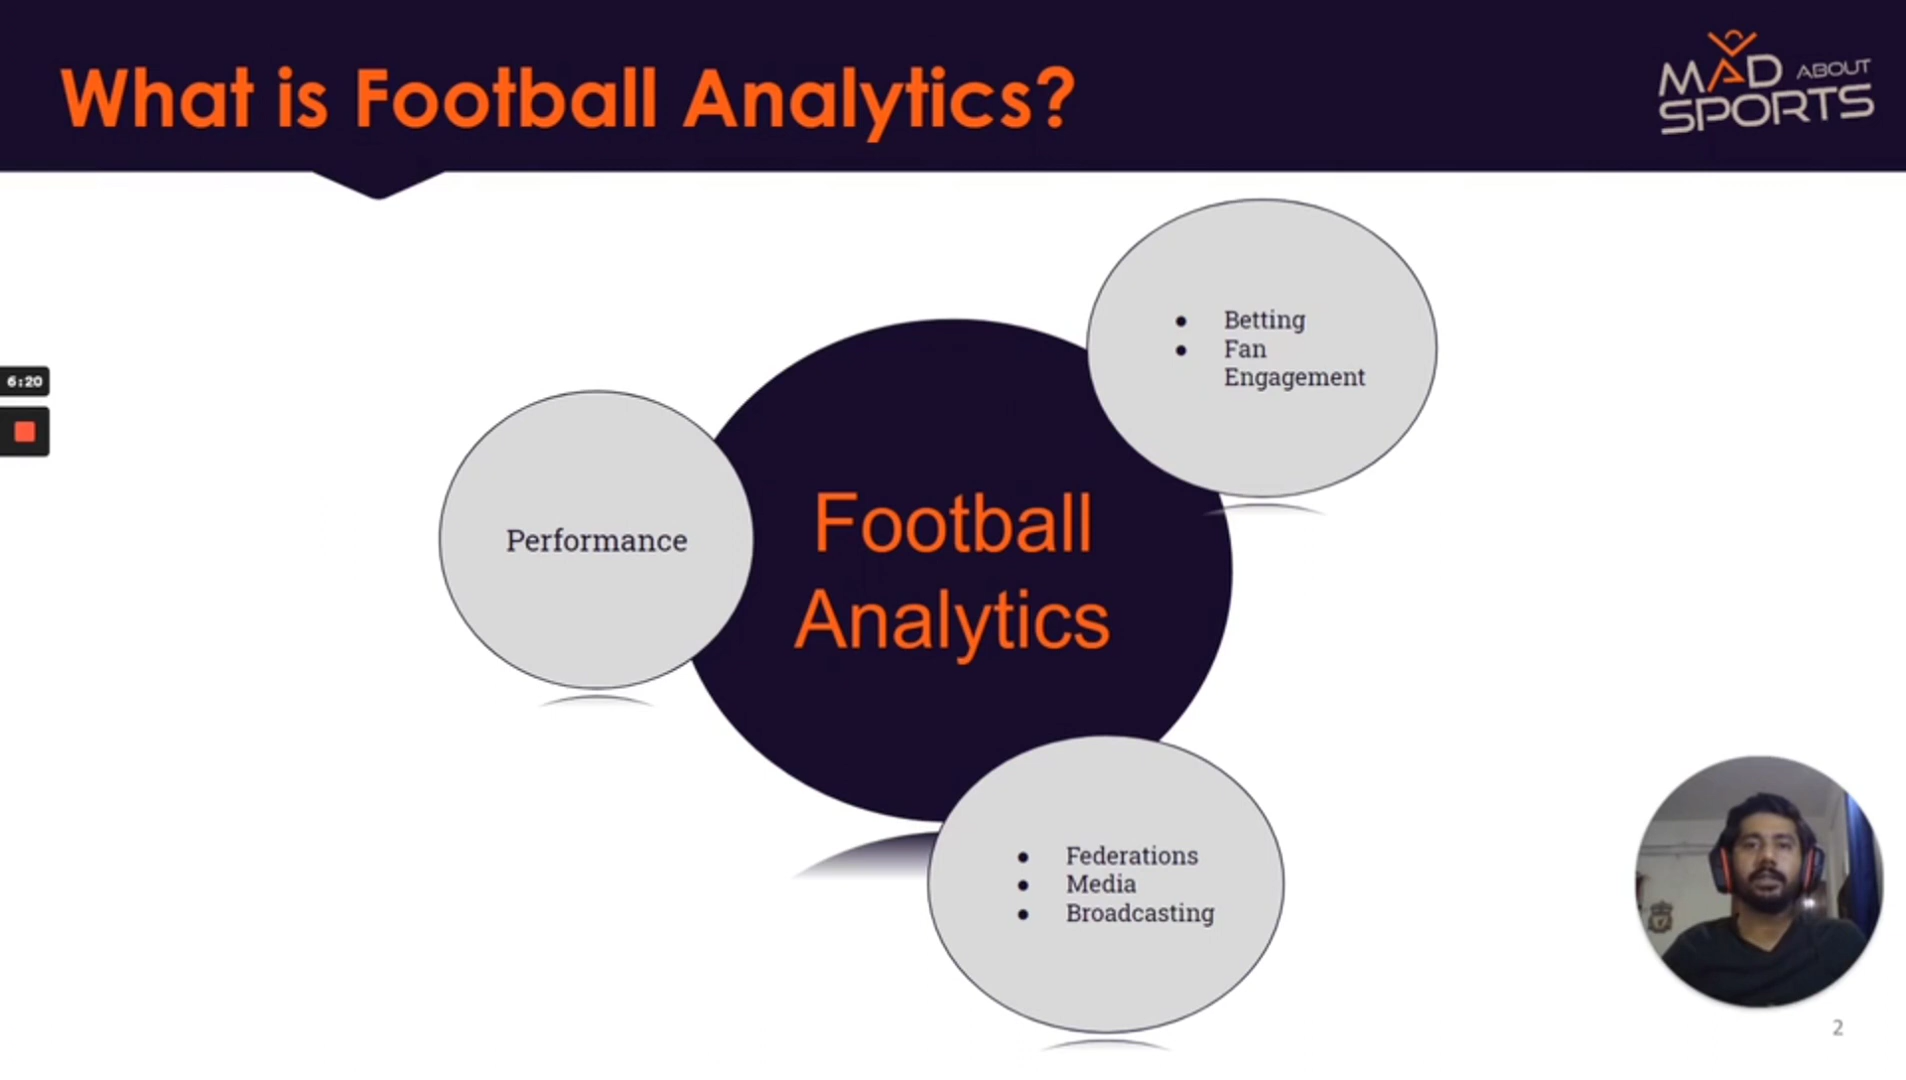 What is Football Analytics?
MAD ABOUT
SPORTS
6:20
● Betting
● Fan
Engagement
Performance
Football
Analytics
● Federations
● Media
● Broadcasting
2